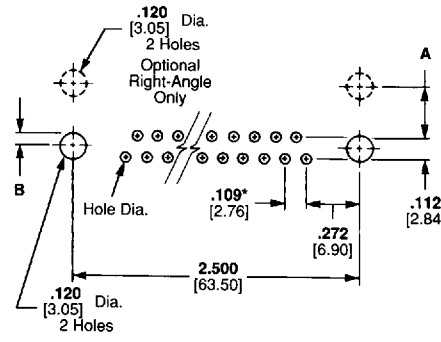 .120 Dia.
[3.05]
2 Holes
Optional
Right-Angle
Only
A
B
Hole Dia.
.109*
[2.76]
.112
[2.84
.272
[6.90]
2.500
[63.50]
.120 Dia.
[3.05]
2 Holes